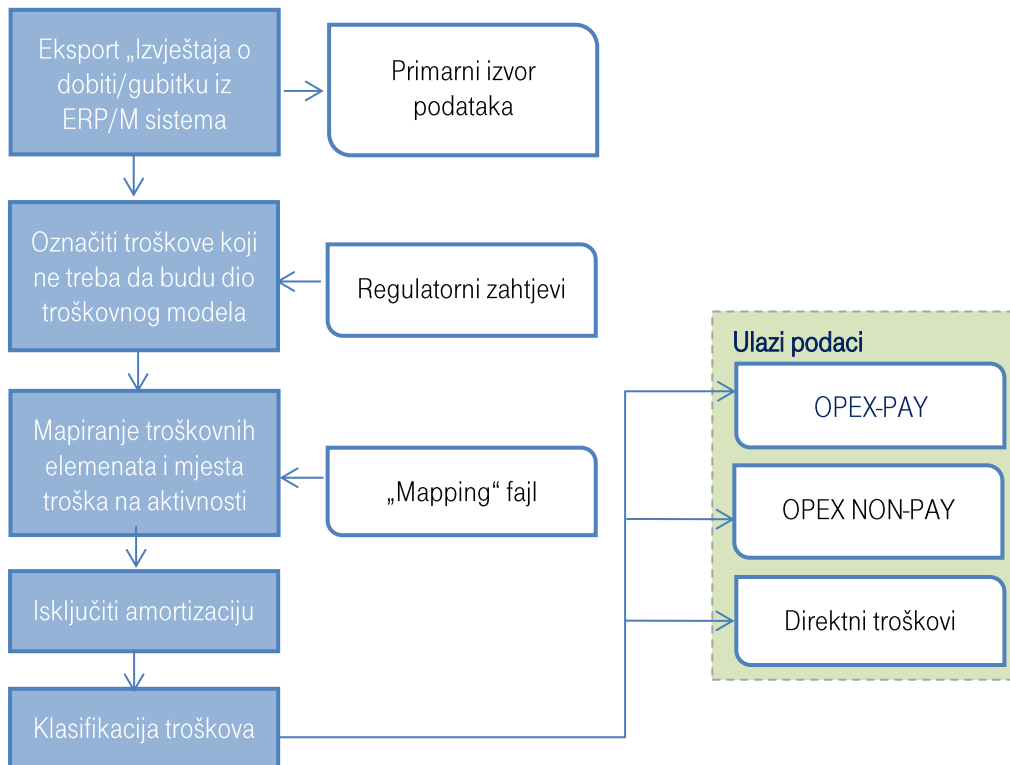 Eksport „Izvještaja o
dobiti/gubitku iz
ERP/M sistema
Primarni izvor
podataka
Označiti troškove koji
ne treba da budu dio
troškovnog modela
Regulatorni zahtjevi
Mapiranje troškovnih
elemenata i mjesta
troška na aktivnosti
„Mapping“ fajl
Isključiti amortizaciju
Klasifikacija troškova
Ulazi podaci
OPEX-PAY
OPEX NON-PAY
Direktni troškovi